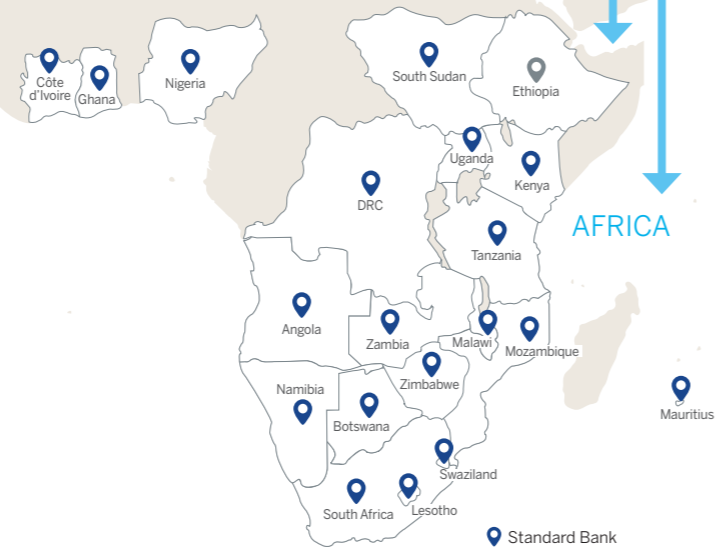 Côte
d'Ivoire
Ghana
Nigeria
South Sudan
Ethiopia
Uganda
Kenya
DRC
AFRICA
Tanzania
Angola
Zambia
Malawi
Mozambique
Zimbabwe
Namibia
Botswana
Mauritius
Swaziland
South Africa
Lesotho
Standard Bank